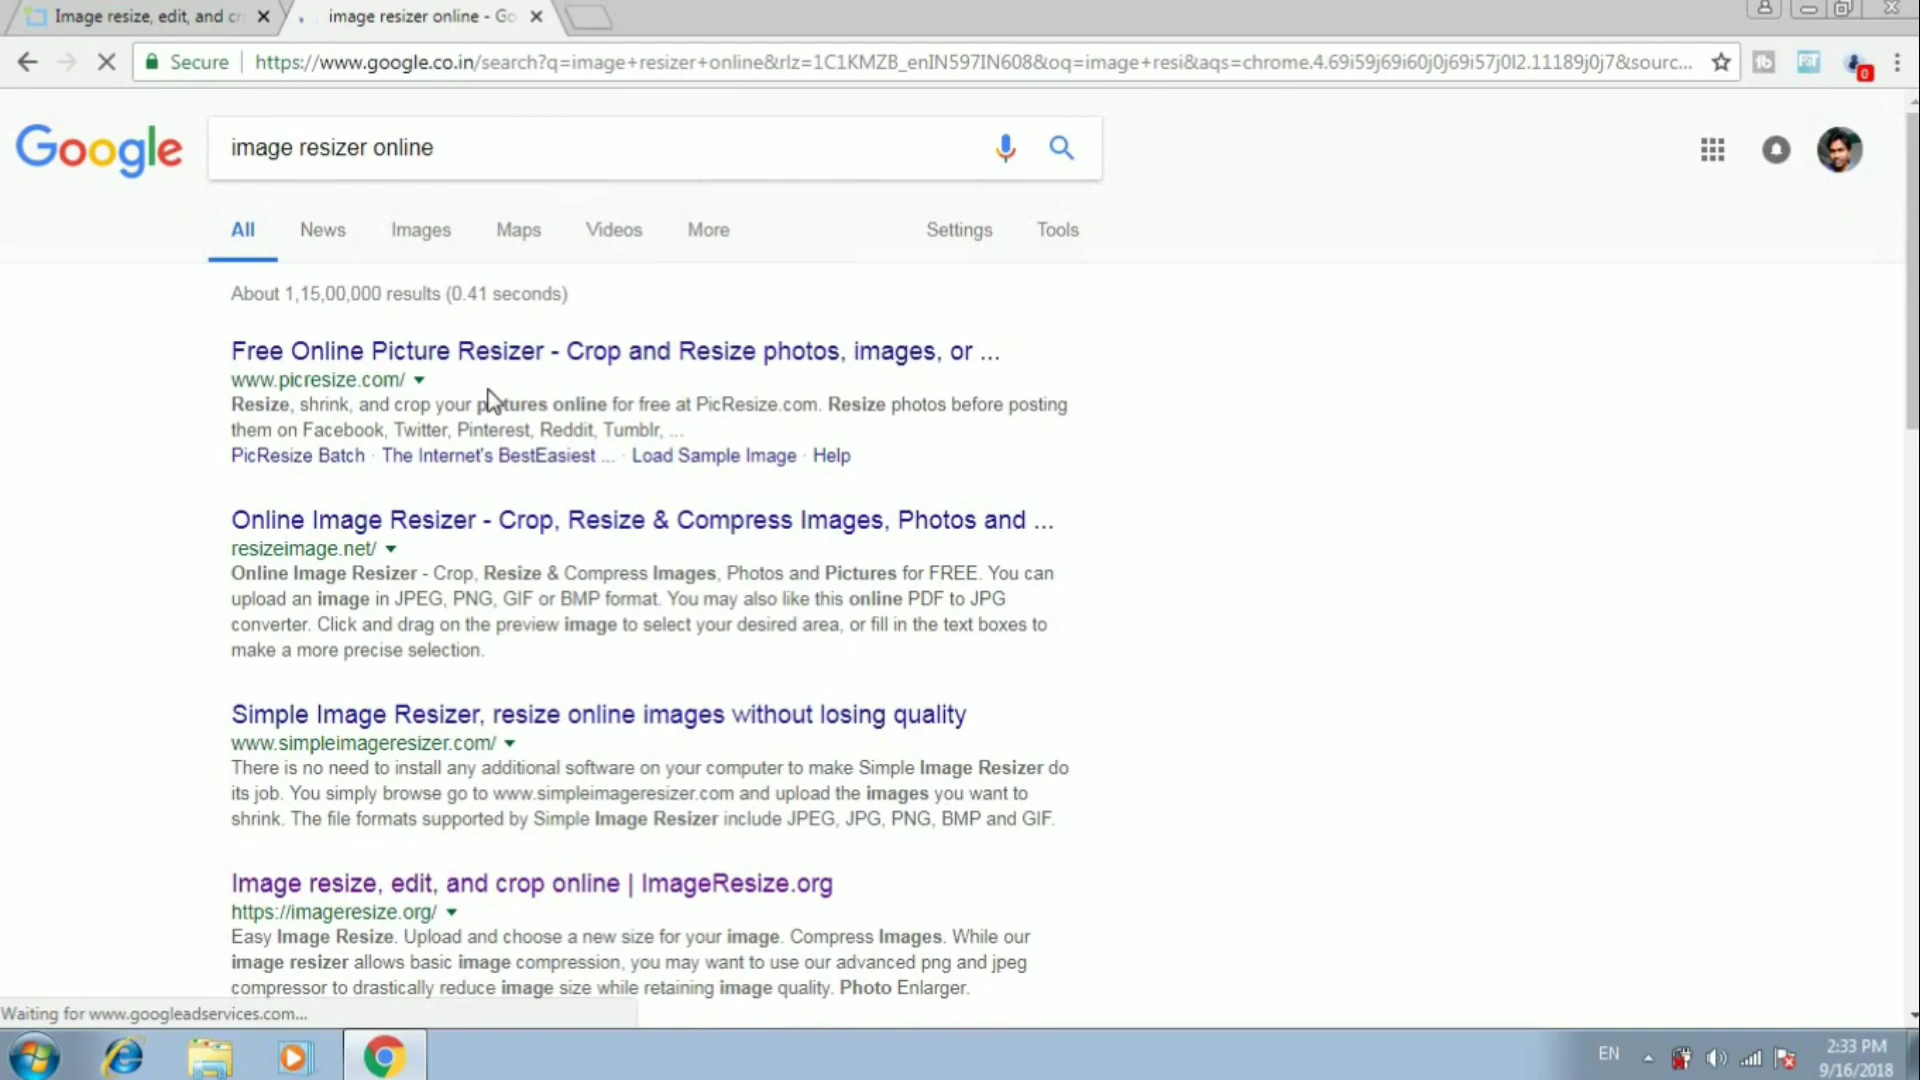 Image resize, edit, and cr
image resizer online - Go
Secure
https://www.google.co.in/search?q=image+resizer+online&rlz=1C1KMZB_enIN597IN608&oq=image+resi&aqs=chrome.4.69i59j69i60j0j69i57j0l2.11189j0j7&sourc...
tb
FST
0
Google
image resizer online
All
News
Images
Maps
Videos
More
Settings
Tools
About 1,15,00,000 results (0.41 seconds)
Free Online Picture Resizer - Crop and Resize photos, images, or ...
www.picresize.com/
Resize, shrink, and crop your pictures online for free at PicResize.com. Resize photos before posting
them on Facebook, Twitter, Pinterest, Reddit, Tumblr, ...
PicResize Batch · The Internet's BestEasiest ... · Load Sample Image · Help
Online Image Resizer - Crop, Resize & Compress Images, Photos and ...
resizeimage.net/
Online Image Resizer - Crop, Resize & Compress Images, Photos and Pictures for FREE. You can
upload an image in JPEG, PNG, GIF or BMP format. You may also like this online PDF to JPG
converter. Click and drag on the preview image to select your desired area, or fill in the text boxes to
make a more precise selection.
Simple Image Resizer, resize online images without losing quality
www.simpleimageresizer.com/
There is no need to install any additional software on your computer to make Simple Image Resizer do
its job. You simply browse go to www.simpleimageresizer.com and upload the images you want to
shrink. The file formats supported by Simple Image Resizer include JPEG, JPG, PNG, BMP and GIF.
Image resize, edit, and crop online | ImageResize.org
https://imageresize.org/
Easy Image Resize. Upload and choose a new size for your image. Compress Images. While our
image resizer allows basic image compression, you may want to use our advanced png and jpeg
compressor to drastically reduce image size while retaining image quality. Photo Enlarger.
Waiting for www.googleadservices.com...
EN
2:33 PM
9/16/2018